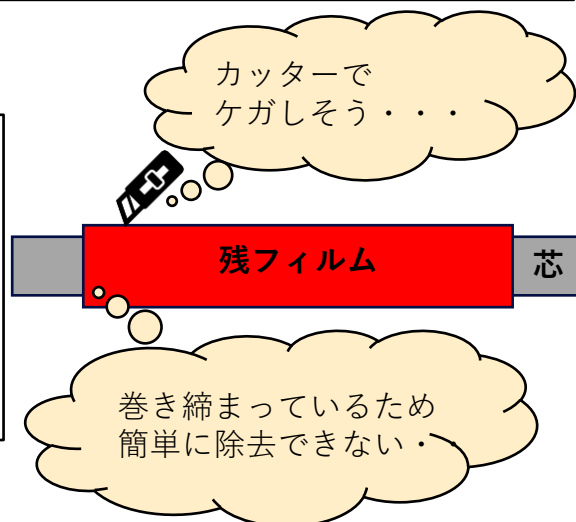 カッターで
ケガしそう・・・
残フィルム
芯
巻き締まっているため
簡単に除去できない・・